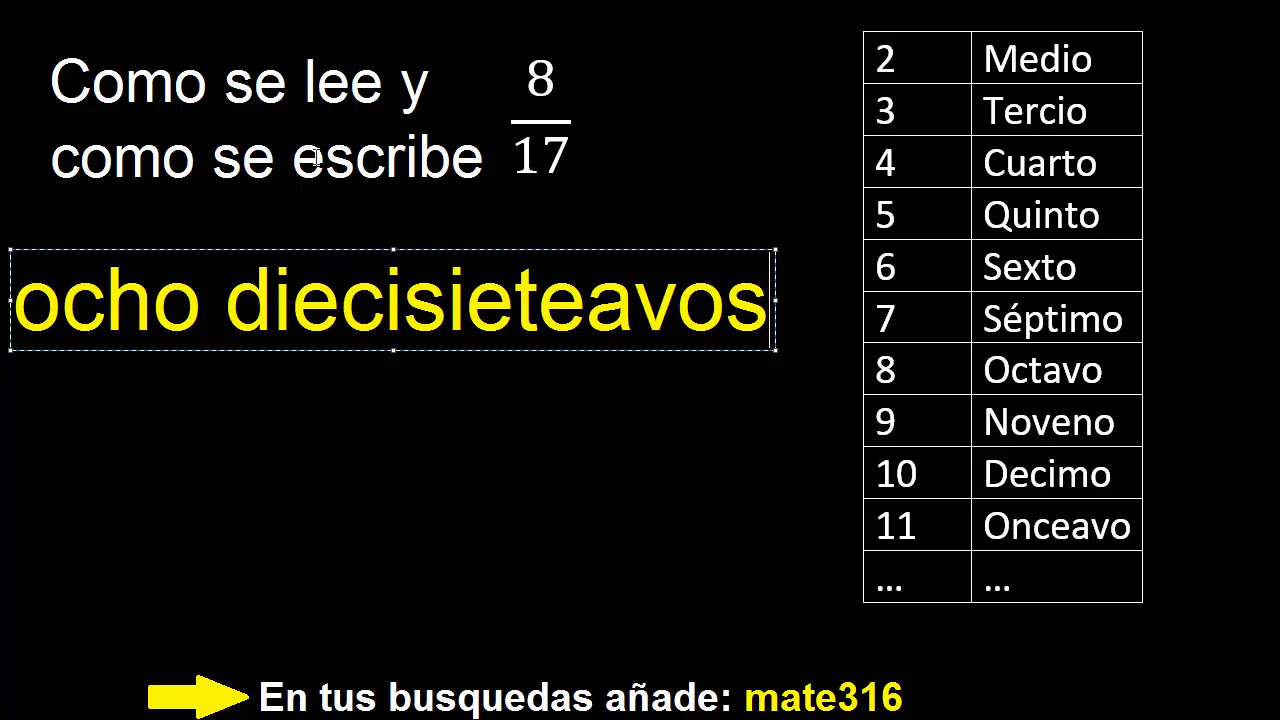 Como se lee y
como se escribe
8
17
ocho diecisieteavos
2 Medio
3 Tercio
4 Cuarto
5 Quinto
6 Sexto
7 Séptimo
8 Octavo
9 Noveno
10 Decimo
11 Onceavo
... ...
En tus busquedas añade: mate316